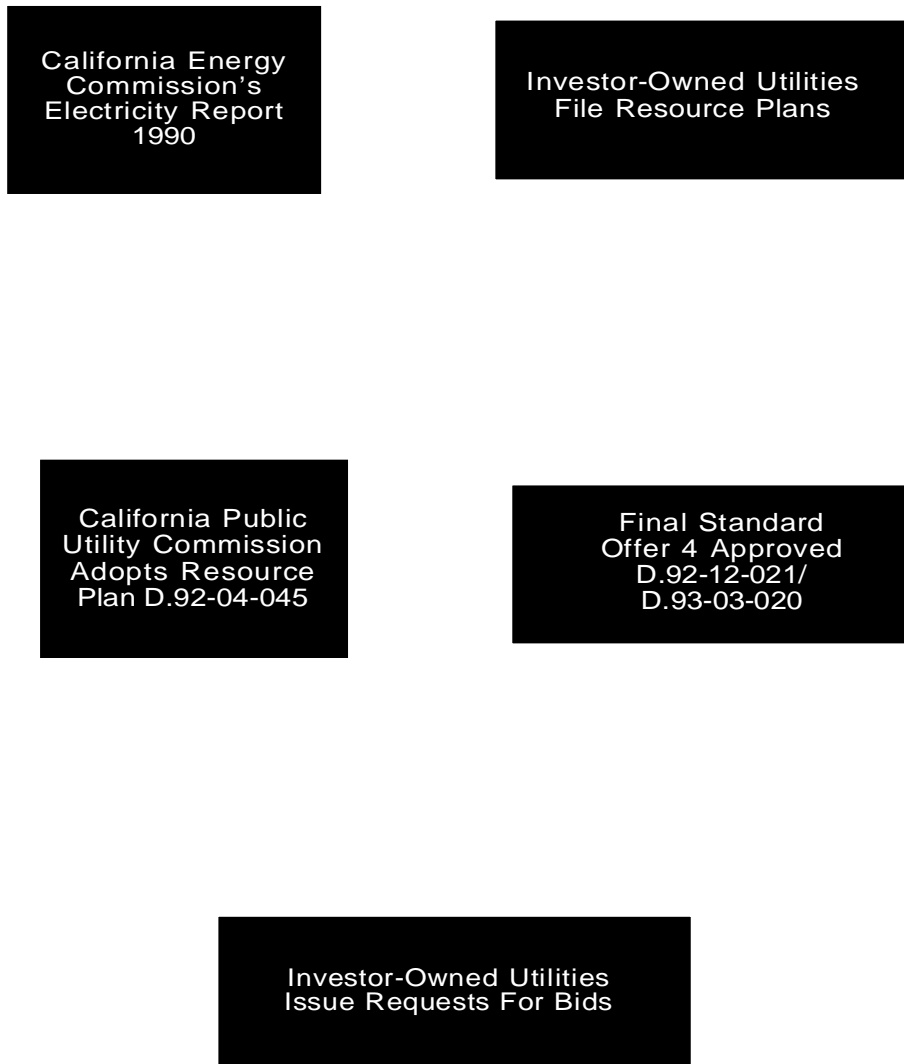 California Energy
Commission's
Electricity Report
1990
Investor-Owned Utilities
File Resource Plans
California Public
Utility Commission
Adopts Resource
Plan D.92-04-045
Final Standard
Offer 4 Approved
D.92-12-021/
D.93-03-020
Investor-Owned Utilities
Issue Requests For Bids